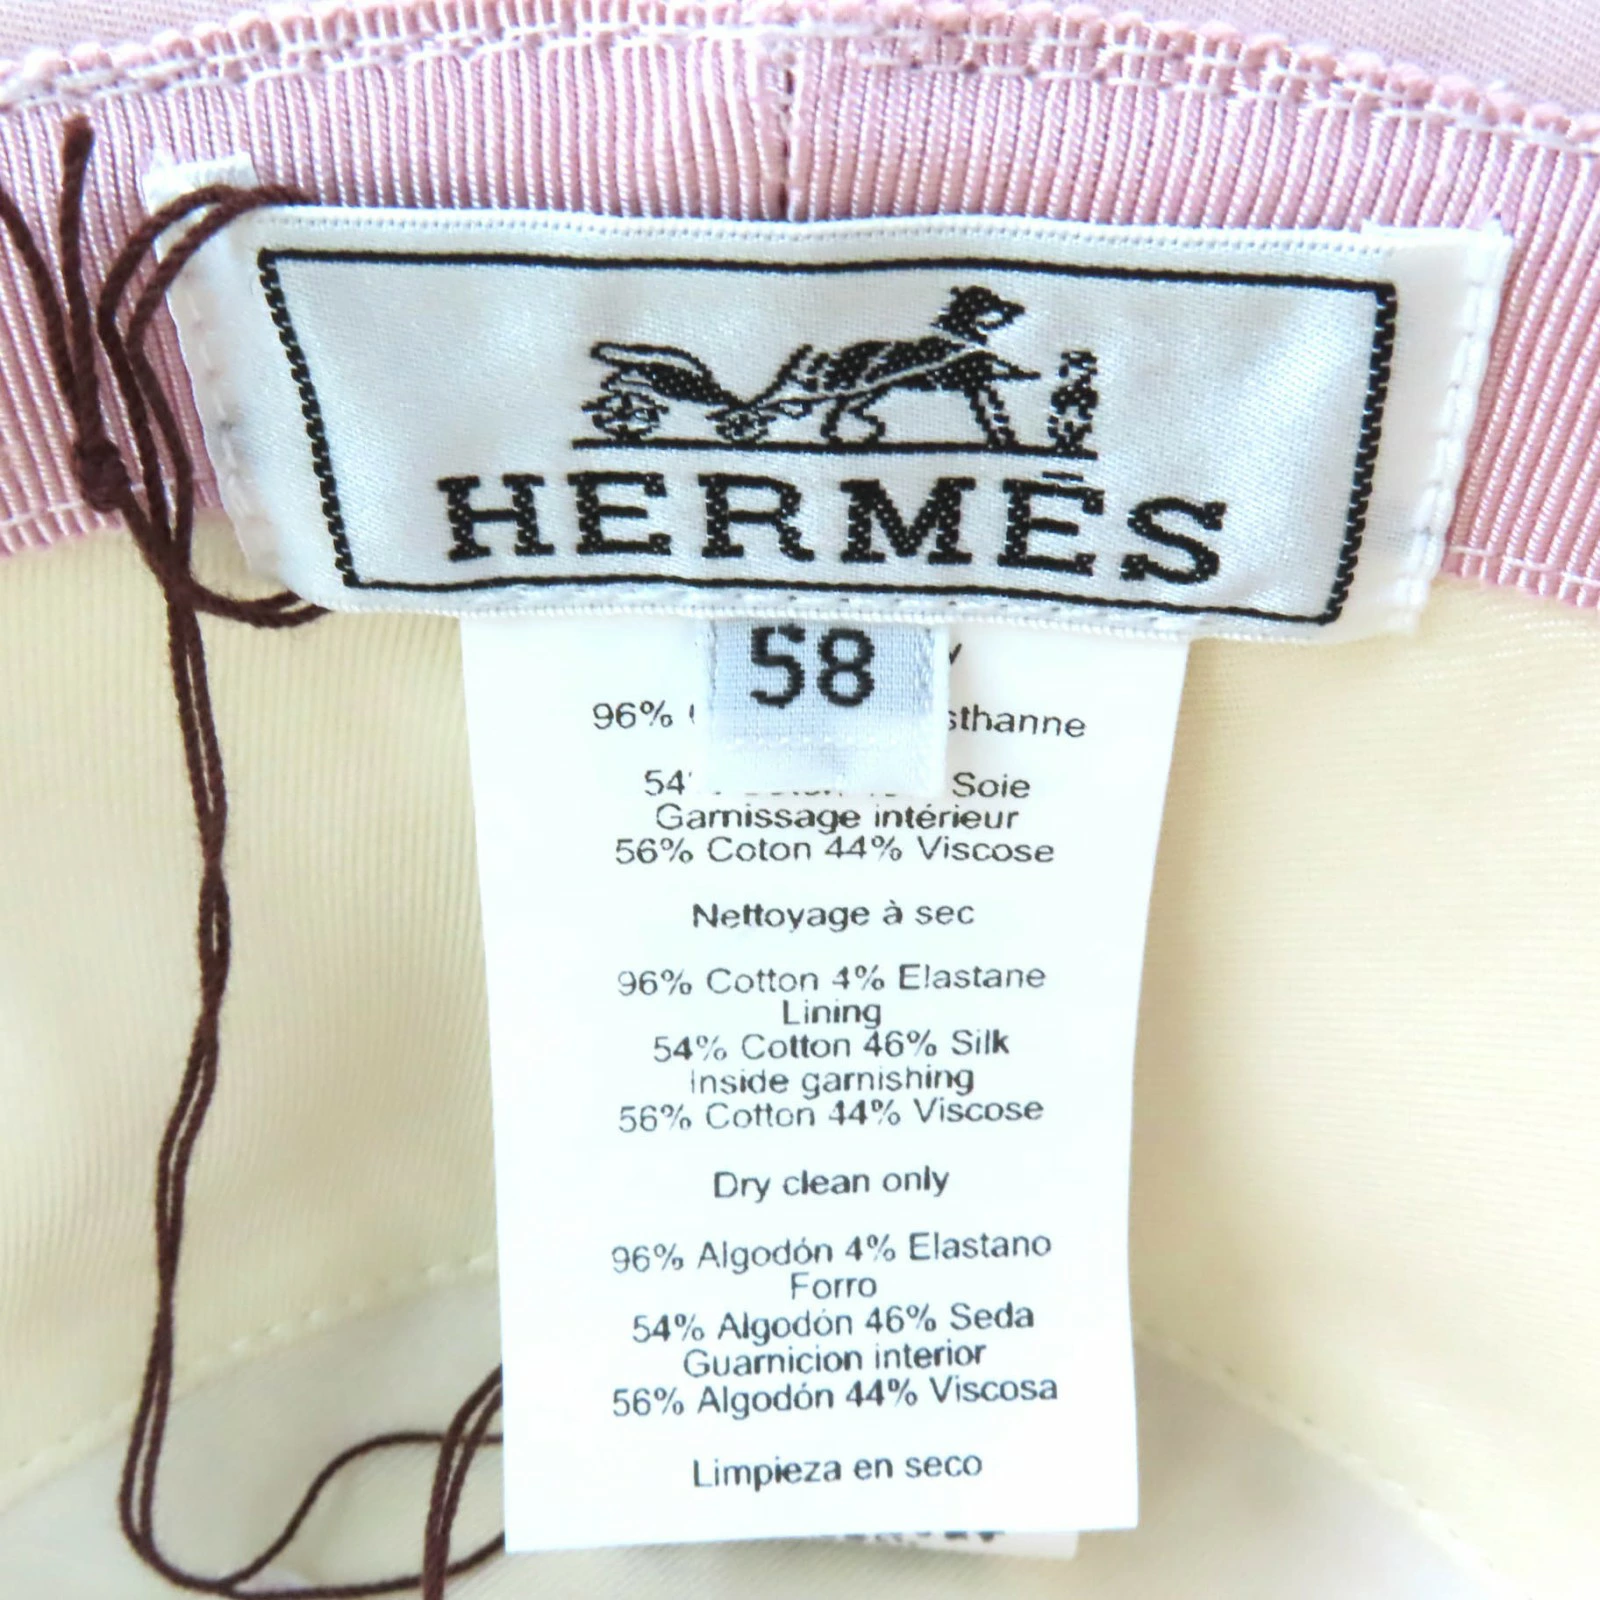 HERMÈS
58
96%
54 Soie
Garnissage intérieur
56% Coton 44% Viscose
Nettoyage à sec
96% Cotton 4% Elastane
Lining
54% Cotton 46% Silk
Inside garnishing
56% Cotton 44% Viscose
Dry clean only
96% Algodón 4% Elastano
Forro
54% Algodón 46% Seda
Guarnicion interior
56% Algodón 44% Viscosa
Limpieza en seco